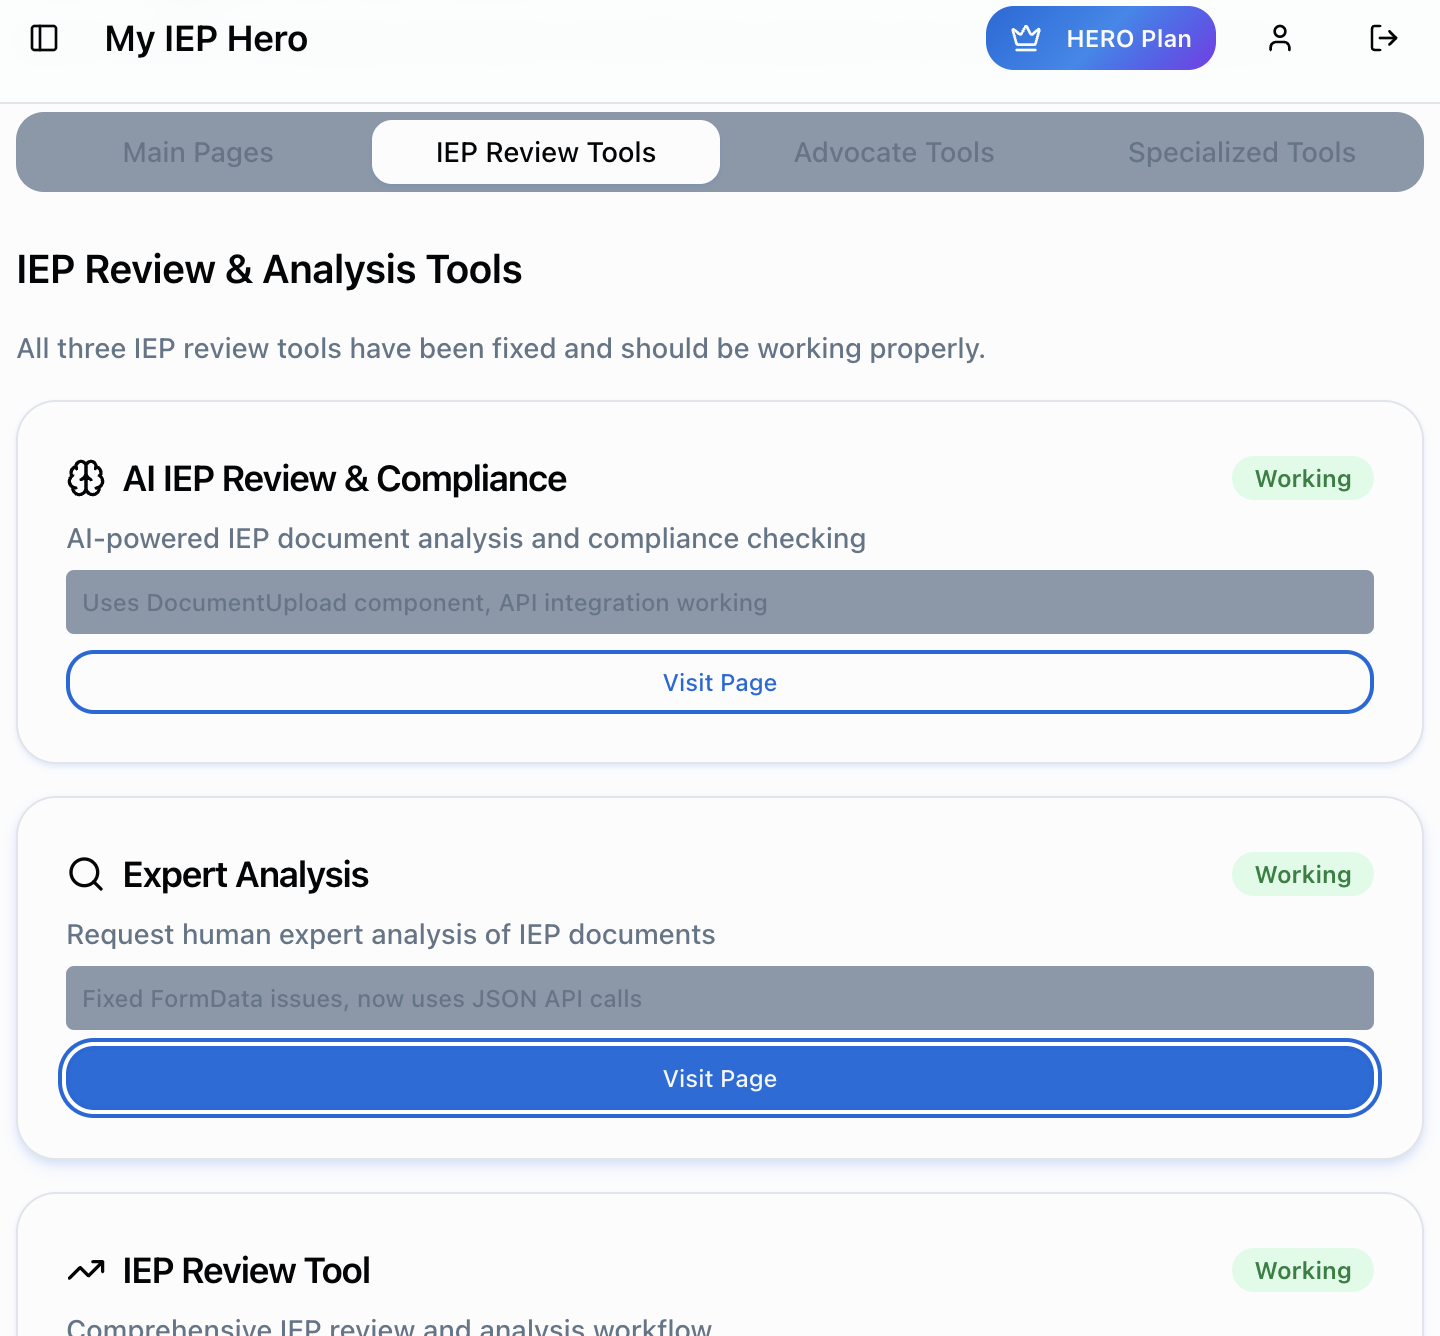 My IEP Hero
HERO Plan
Main Pages
IEP Review Tools
Advocate Tools
Specialized Tools
IEP Review & Analysis Tools
All three IEP review tools have been fixed and should be working properly.
AI IEP Review & Compliance
Working
AI-powered IEP document analysis and compliance checking
Uses DocumentUpload component, API integration working
Visit Page
Expert Analysis
Working
Request human expert analysis of IEP documents
Fixed FormData issues, now uses JSON API calls
Visit Page
IEP Review Tool
Working
Comprehensive IEP review and analysis workflow